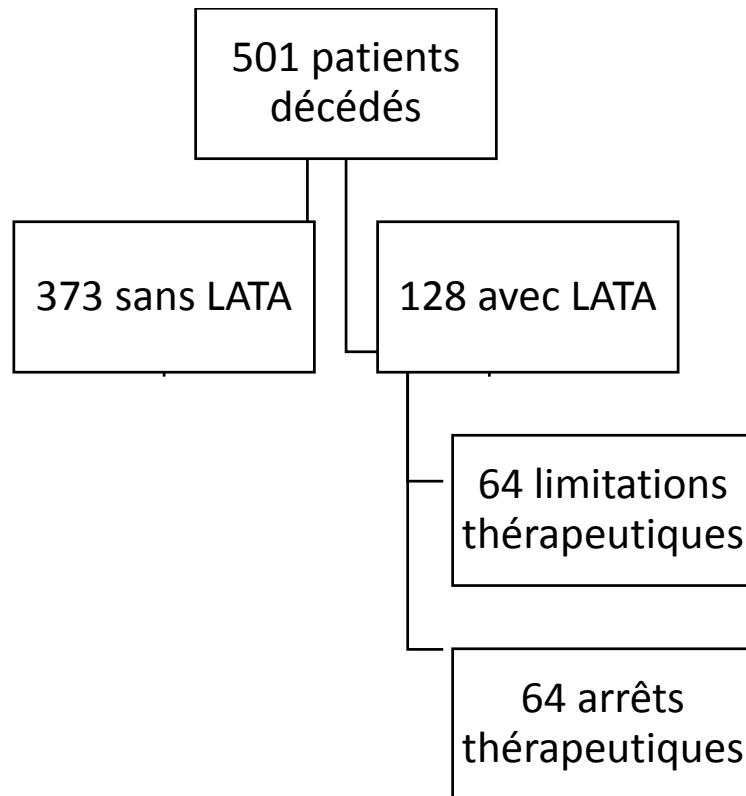 501 patients
décédés
373 sans LATA
128 avec LATA
64 limitations
thérapeutiques
64 arrêts
thérapeutiques